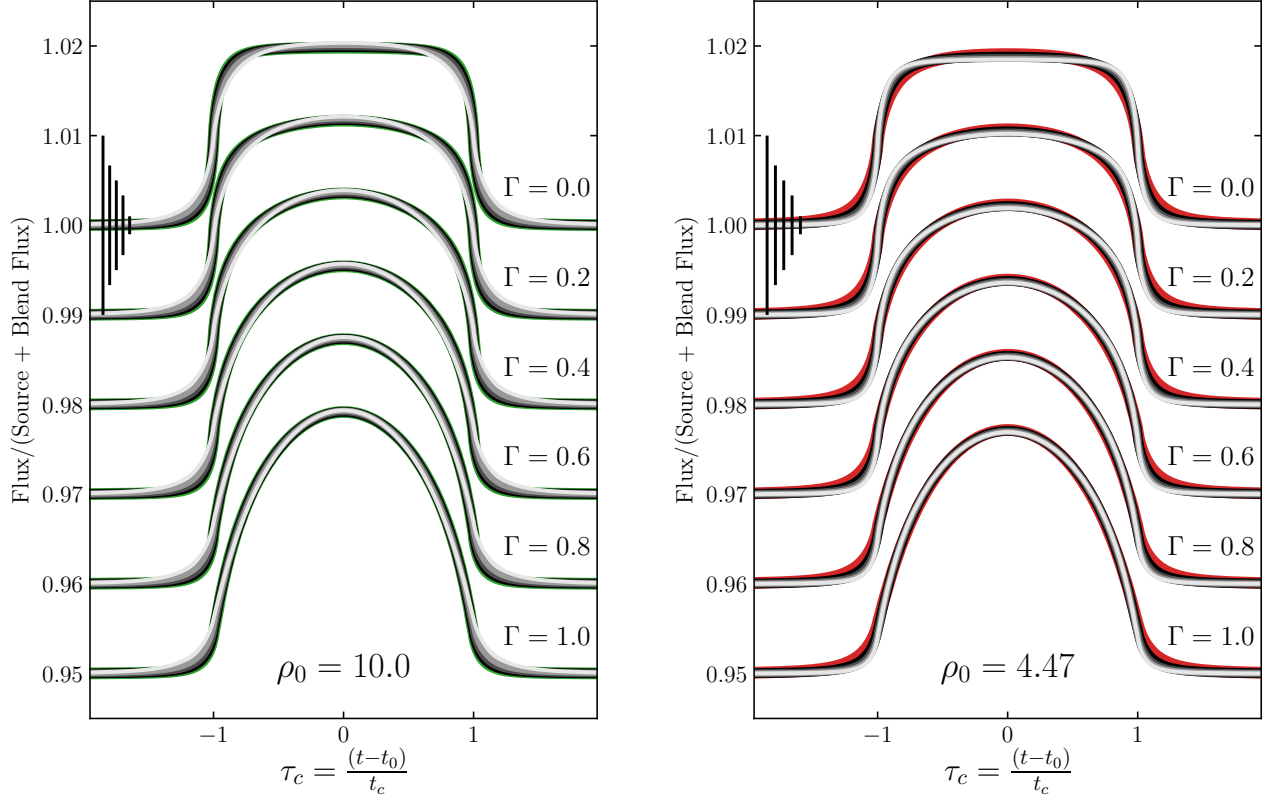 1.02
1.01
1.00
0.99
0.98
0.97
0.96
0.95
Flux/(Source + Blend Flux)
Γ = 0.0
Γ = 0.2
Γ = 0.4
Γ = 0.6
Γ = 0.8
Γ = 1.0
ρ₀ = 10.0
−1 0 1
τ_c = (t−t₀)/t_c
1.02
1.01
1.00
0.99
0.98
0.97
0.96
0.95
Flux/(Source + Blend Flux)
Γ = 0.0
Γ = 0.2
Γ = 0.4
Γ = 0.6
Γ = 0.8
Γ = 1.0
ρ₀ = 4.47
−1 0 1
τ_c = (t−t₀)/t_c